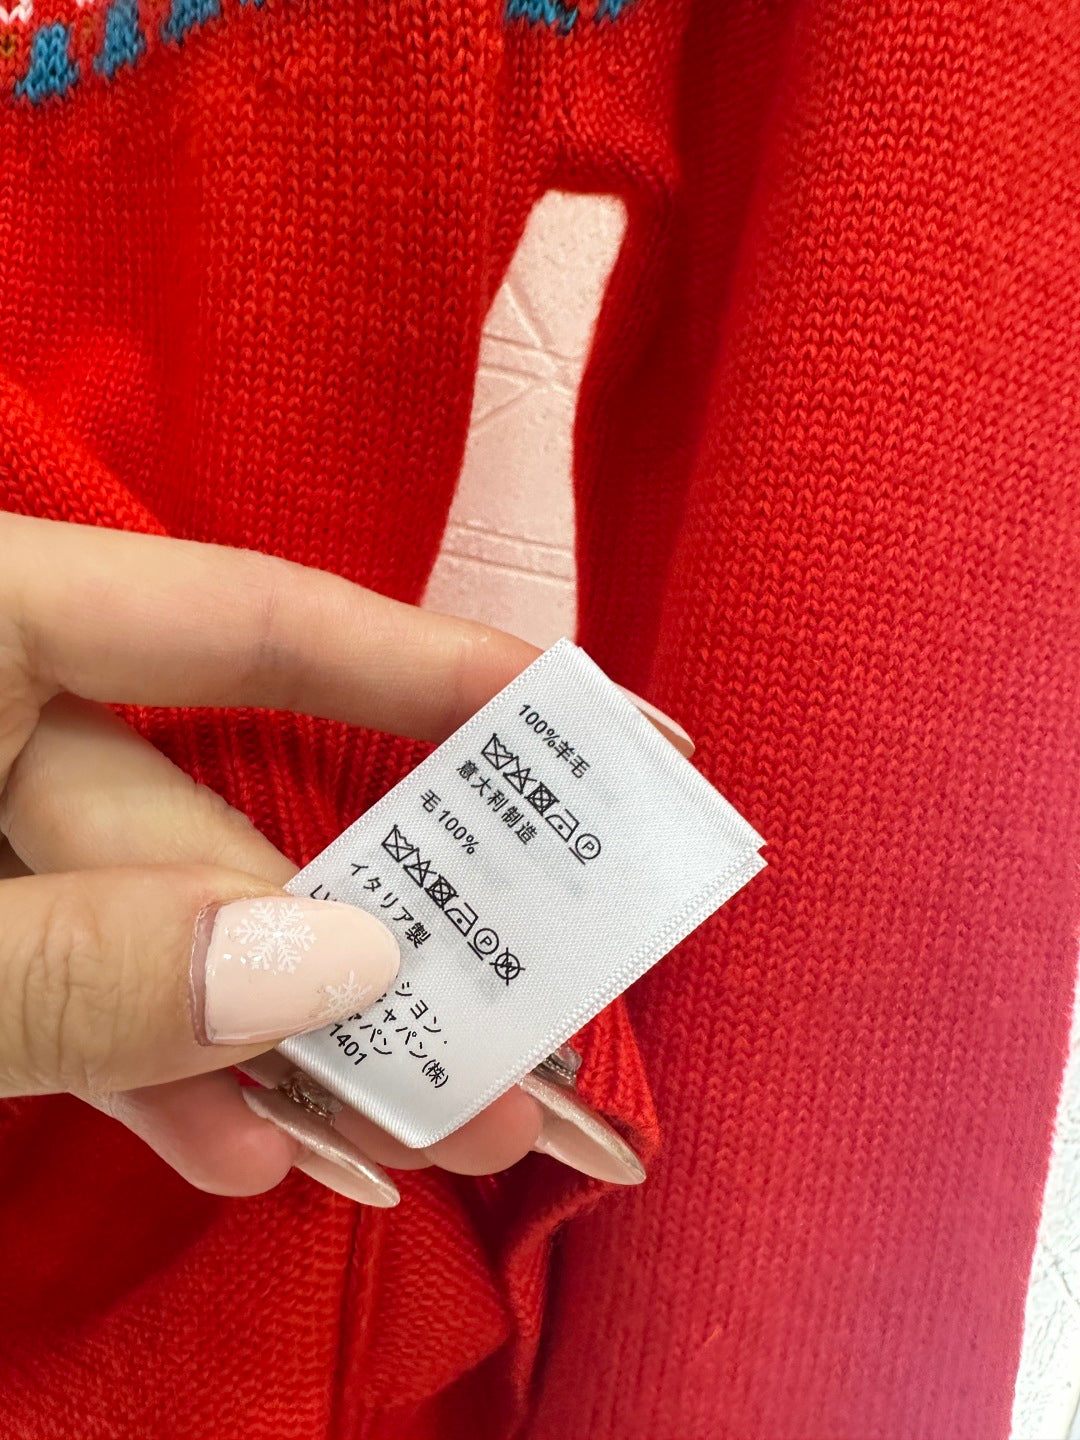 100%羊毛
P
意大利制造
毛 100%
P W
イタリア製
い
ション・
ャパン(株)
ャパン
1401